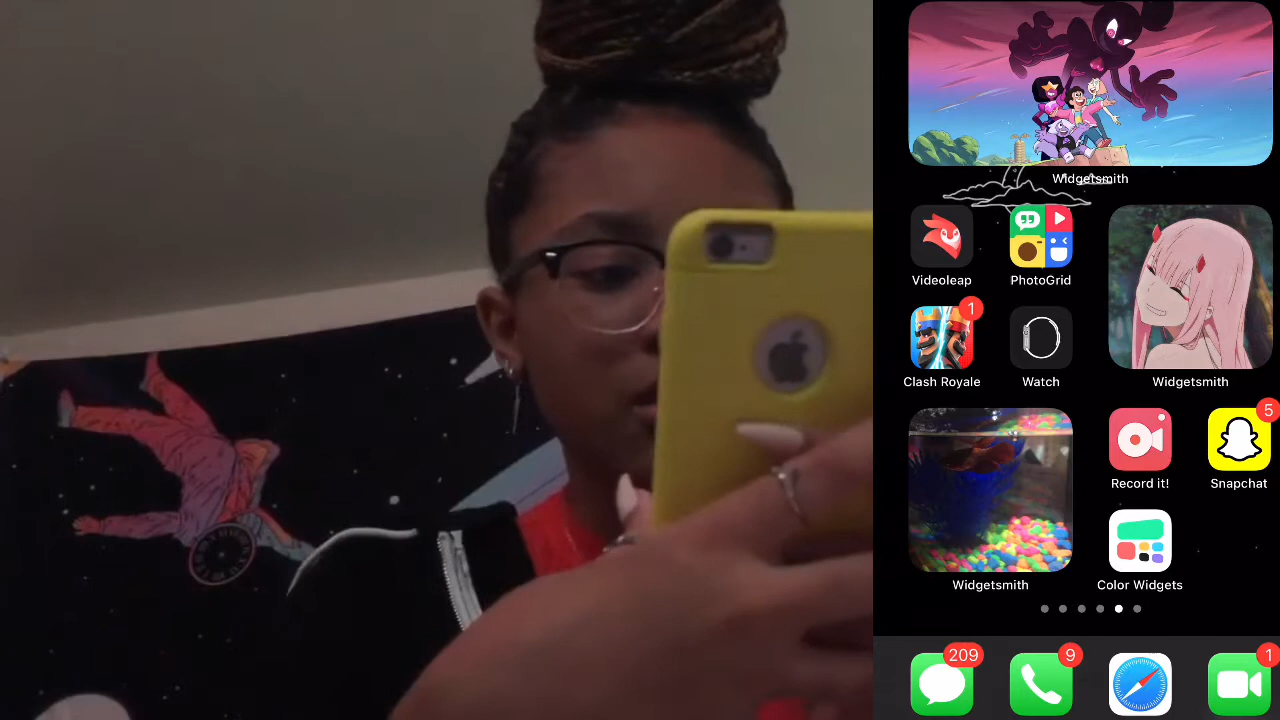 Widgetsmith
Videoleap
PhotoGrid
1
Clash Royale
Watch
Widgetsmith
5
Record it!
Snapchat
Widgetsmith
Color Widgets
209
9
1